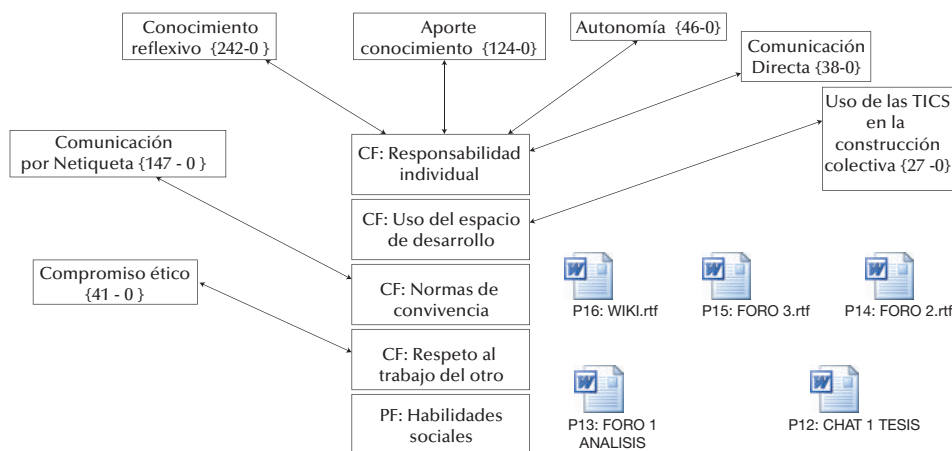 Conocimiento
reflexivo {242-0 }
Aporte
conocimiento {124-0}
Autonomía {46-0}
Comunicación
Directa {38-0}
Uso de las TICS
en la
construcción
colectiva {27 -0}
Comunicación
por Netiqueta {147 - 0 }
Compromiso ético
{41 - 0 }
CF: Responsabilidad
individual
CF: Uso del espacio
de desarrollo
CF: Normas de
convivencia
CF: Respeto al
trabajo del otro
PF: Habilidades
sociales
W
P16: WIKI.rtf
W
P15: FORO 3.rtf
W
P14: FORO 2.rtf
W
P13: FORO 1
ANALISIS
W
P12: CHAT 1 TESIS